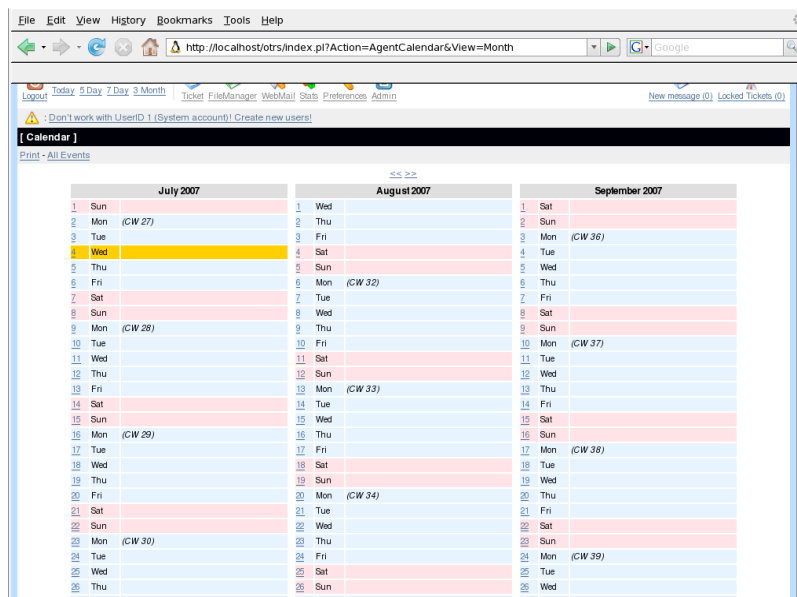 File Edit View History Bookmarks Tools Help
http://localhost/otrs/index.pl?Action=AgentCalendar&View=Month
G Google
Logout Today 5 Day 7 Day 3 Month Ticket FileManager WebMail Stats Preferences Admin New message (0) Locked Tickets (0)
: Don't work with UserID 1 (System account)! Create new users!
[ Calendar ]
Print - All Events
<< >>
July 2007 August 2007 September 2007
1 Sun 1 Wed 1 Sat
2 Mon (CW 27) 2 Thu 2 Sun
3 Tue 3 Fri 3 Mon (CW 36)
4 Wed 4 Sat 4 Tue
5 Thu 5 Sun 5 Wed
6 Fri 6 Mon (CW 32) 6 Thu
7 Sat 7 Tue 7 Fri
8 Sun 8 Wed 8 Sat
9 Mon (CW 28) 9 Thu 9 Sun
10 Tue 10 Fri 10 Mon (CW 37)
11 Wed 11 Sat 11 Tue
12 Thu 12 Sun 12 Wed
13 Fri 13 Mon (CW 33) 13 Thu
14 Sat 14 Tue 14 Fri
15 Sun 15 Wed 15 Sat
16 Mon (CW 29) 16 Thu 16 Sun
17 Tue 17 Fri 17 Mon (CW 38)
18 Wed 18 Sat 18 Tue
19 Thu 19 Sun 19 Wed
20 Fri 20 Mon (CW 34) 20 Thu
21 Sat 21 Tue 21 Fri
22 Sun 22 Wed 22 Sat
23 Mon (CW 30) 23 Thu 23 Sun
24 Tue 24 Fri 24 Mon (CW 39)
25 Wed 25 Sat 25 Tue
26 Thu 26 Sun 26 Wed